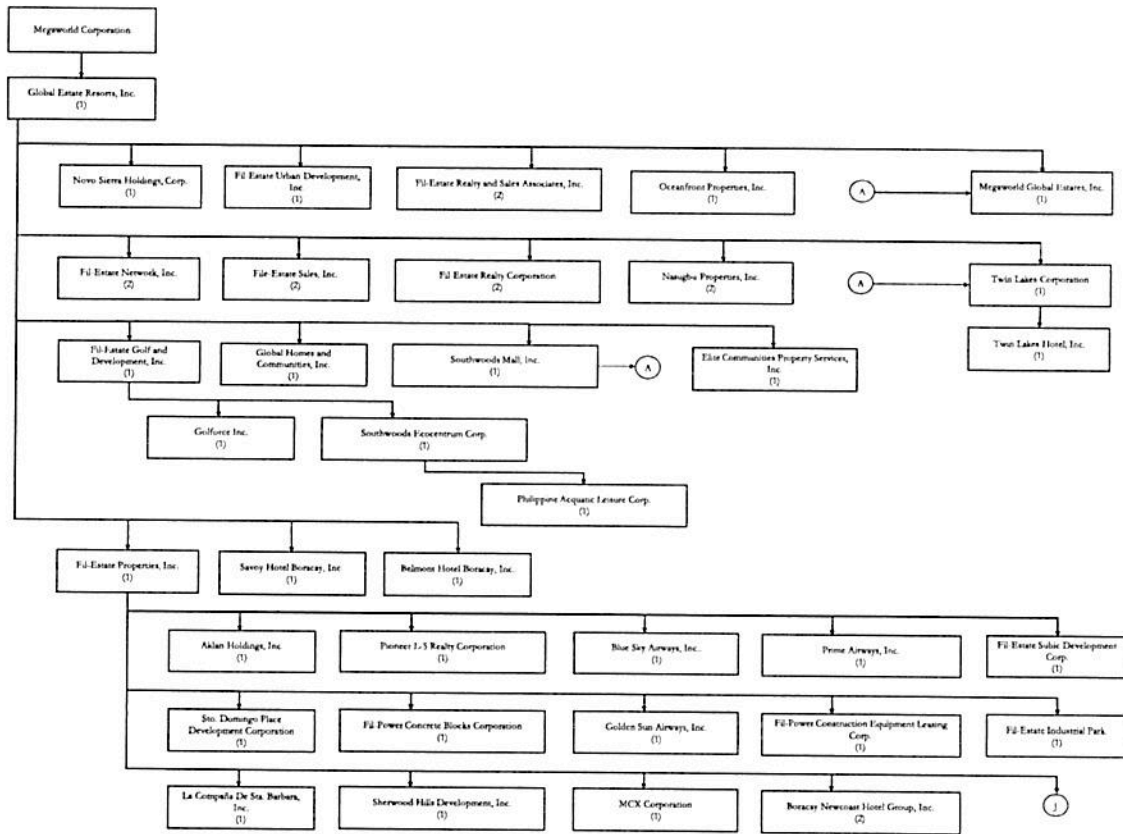 Megaworld Corporation
Global Estate Resorts, Inc.
(1)
Novo Sierra Holdings, Corp.
(1)
Fil Estate Urban Development,
Inc
(1)
Fil-Estate Realty and Sales Associates, Inc.
(2)
Oceanfront Properties, Inc.
(1)
A
Megaworld Global Estates, Inc.
(1)
Fil-Estate Network, Inc.
(2)
File-Estate Sales, Inc.
(2)
Fil Estate Realty Corporation
(2)
Nasugbu Properties, Inc.
(2)
A
Twin Lakes Corporation
(1)
Fil-Estate Golf and
Development, Inc.
(1)
Global Homes and
Communities, Inc.
(1)
Southwoods Mall, Inc.
(1)
A
Elite Communities Property Services,
Inc.
(1)
Twin Lakes Hotel, Inc.
(1)
Golforce Inc.
(1)
Southwoods Ecocentrum Corp.
(1)
Philippine Acquatic Leisure Corp.
(1)
Fil-Estate Properties, Inc.
(1)
Savoy Hotel Boracay, Inc
(1)
Belmont Hotel Boracay, Inc.
(1)
Aklan Holdings, Inc
(1)
Pioneer L-5 Realty Corporation
(1)
Blue Sky Airways, Inc.
(1)
Prime Airways, Inc.
(1)
Fil-Estate Subic Development
Corp.
(1)
Sto. Domingo Place
Development Corporation
(1)
Fil-Power Concrete Blocks Corporation
(1)
Golden Sun Airways, Inc.
(1)
Fil-Power Construction Equipment Leasing
Corp.
(1)
Fil-Estate Industrial Park
(1)
La Compaña De Sta. Barbara,
Inc.
(1)
Sherwood Hills Development, Inc.
(1)
MCX Corporation
(1)
Boracay Newcoast Hotel Group, Inc.
(2)
J